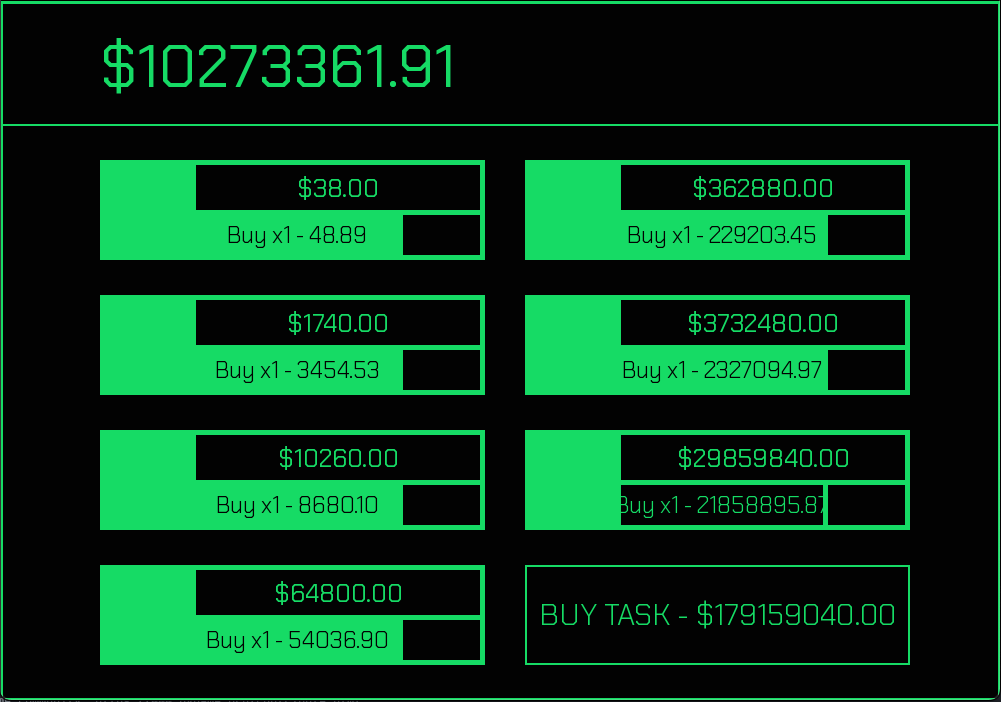 $10273361.91
$38.00
Buy x1 - 48.89
$362880.00
Buy x1 - 229203.45
$1740.00
Buy x1 - 3454.53
$3732480.00
Buy x1 - 2327094.97
$10260.00
Buy x1 - 8680.10
$29859840.00
Buy x1 - 21858895.87
$64800.00
Buy x1 - 54036.90
BUY TASK - $179159040.00